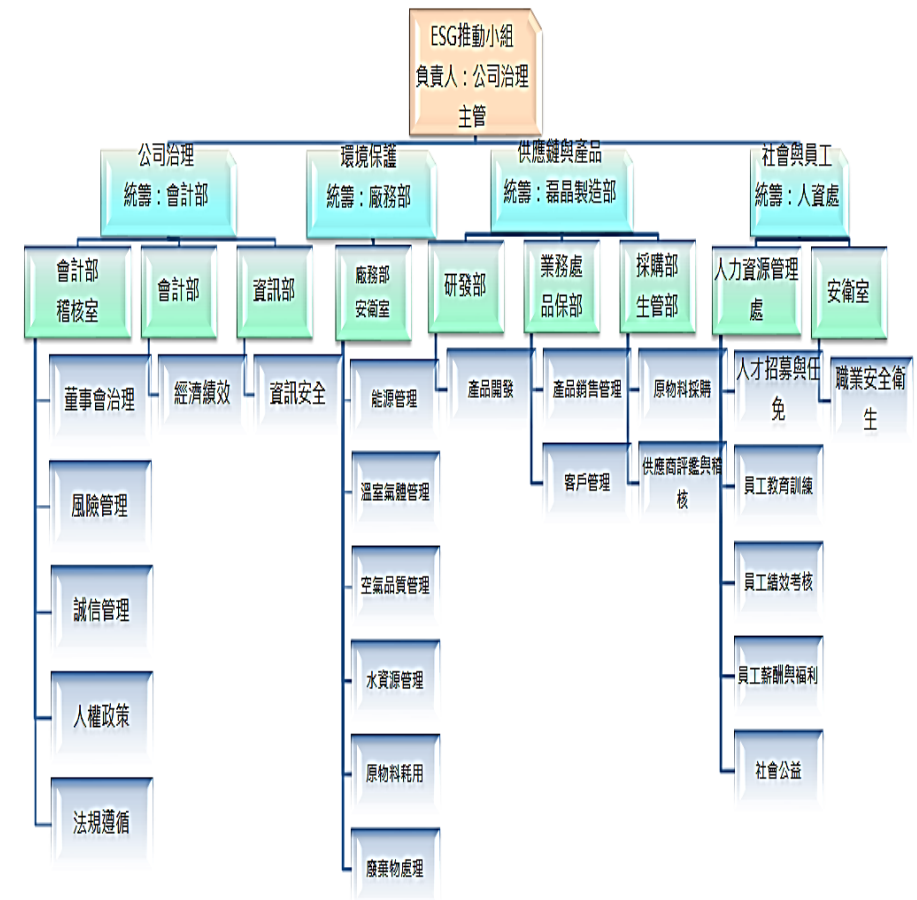 ESG推動小組
負責人：公司治理
主管
公司治理
統籌：會計部
環境保護
統籌：廠務部
供應鏈與產品
統籌：磊晶製造部
社會與員工
統籌：人資處
會計部
稽核室
會計部
資訊部
廠務部
安衛室
研發部
業務處
品保部
採購部
生管部
人力資源管理
處
安衛室
董事會治理
風險管理
誠信管理
人權政策
法規遵循
經濟績效
資訊安全
能源管理
溫室氣體管理
空氣品質管理
水資源管理
原物料耗用
廢棄物處理
產品開發
產品銷售管理
客戶管理
原物料採購
供應商評鑑與稽
核
人才招募與任
免
員工教育訓練
員工績效考核
員工薪酬與福利
社會公益
職業安全衛
生